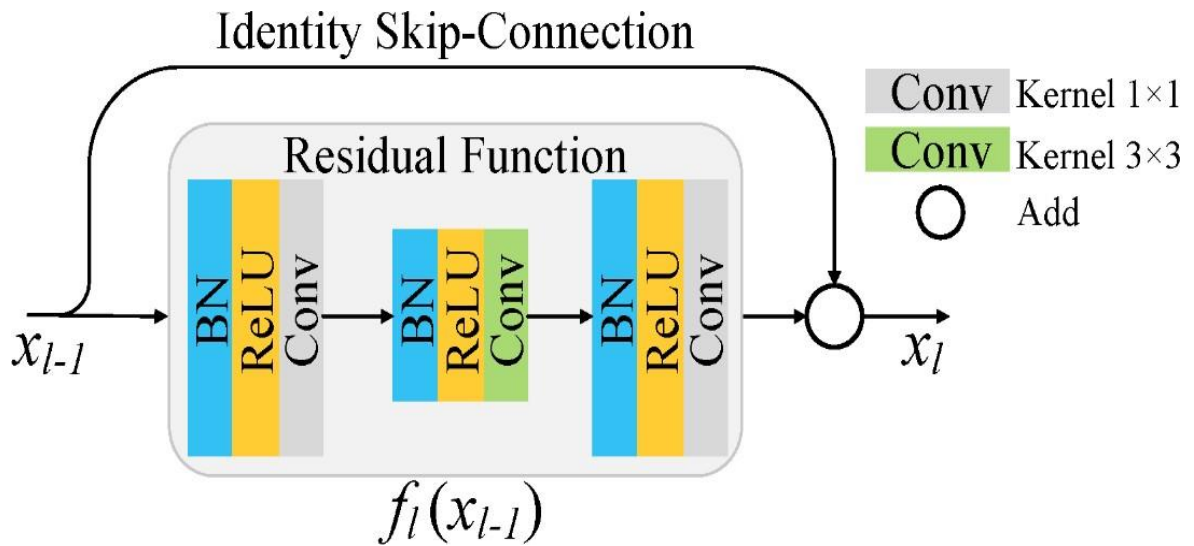 Identity Skip-Connection
Conv Kernel 1×1
Conv Kernel 3×3
Add
Residual Function
BN ReLU Conv
BN ReLU Conv
BN ReLU Conv
x_{l-1}
x_l
f_l(x_{l-1})